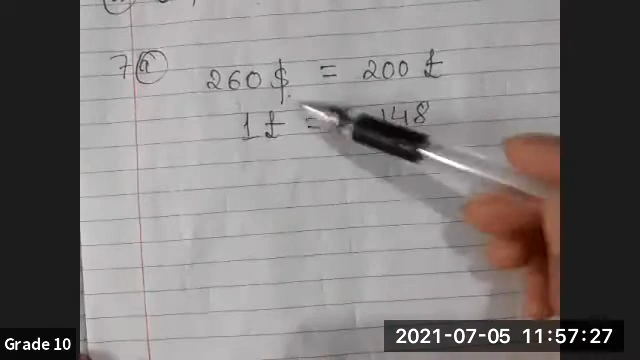 7 a 260 $ = 200 £
1 £ = 148
Grade 10
2021-07-05 11:57:27